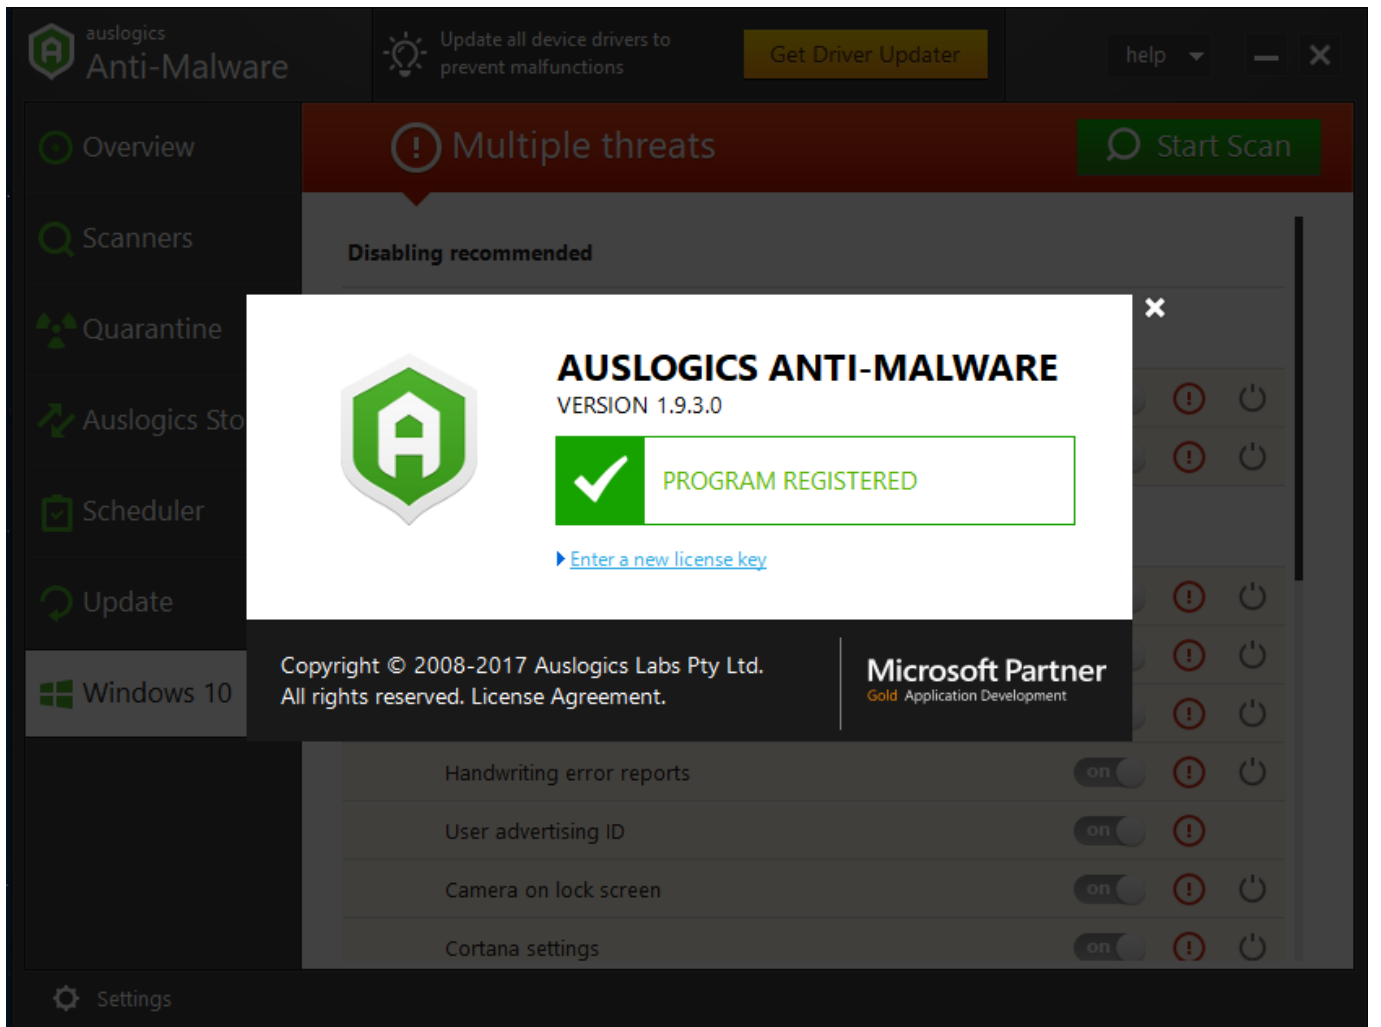 auslogics
Anti-Malware
Update all device drivers to
prevent malfunctions
Get Driver Updater
help
Overview
Multiple threats
Start Scan
Scanners
Disabling recommended
Quarantine
AUSLOGICS ANTI-MALWARE
VERSION 1.9.3.0
Auslogics Sto
PROGRAM REGISTERED
Scheduler
Enter a new license key
Update
Copyright © 2008-2017 Auslogics Labs Pty Ltd.
All rights reserved. License Agreement.
Microsoft Partner
Gold Application Development
Windows 10
Handwriting error reports
on
User advertising ID
on
Camera on lock screen
on
Cortana settings
on
Settings